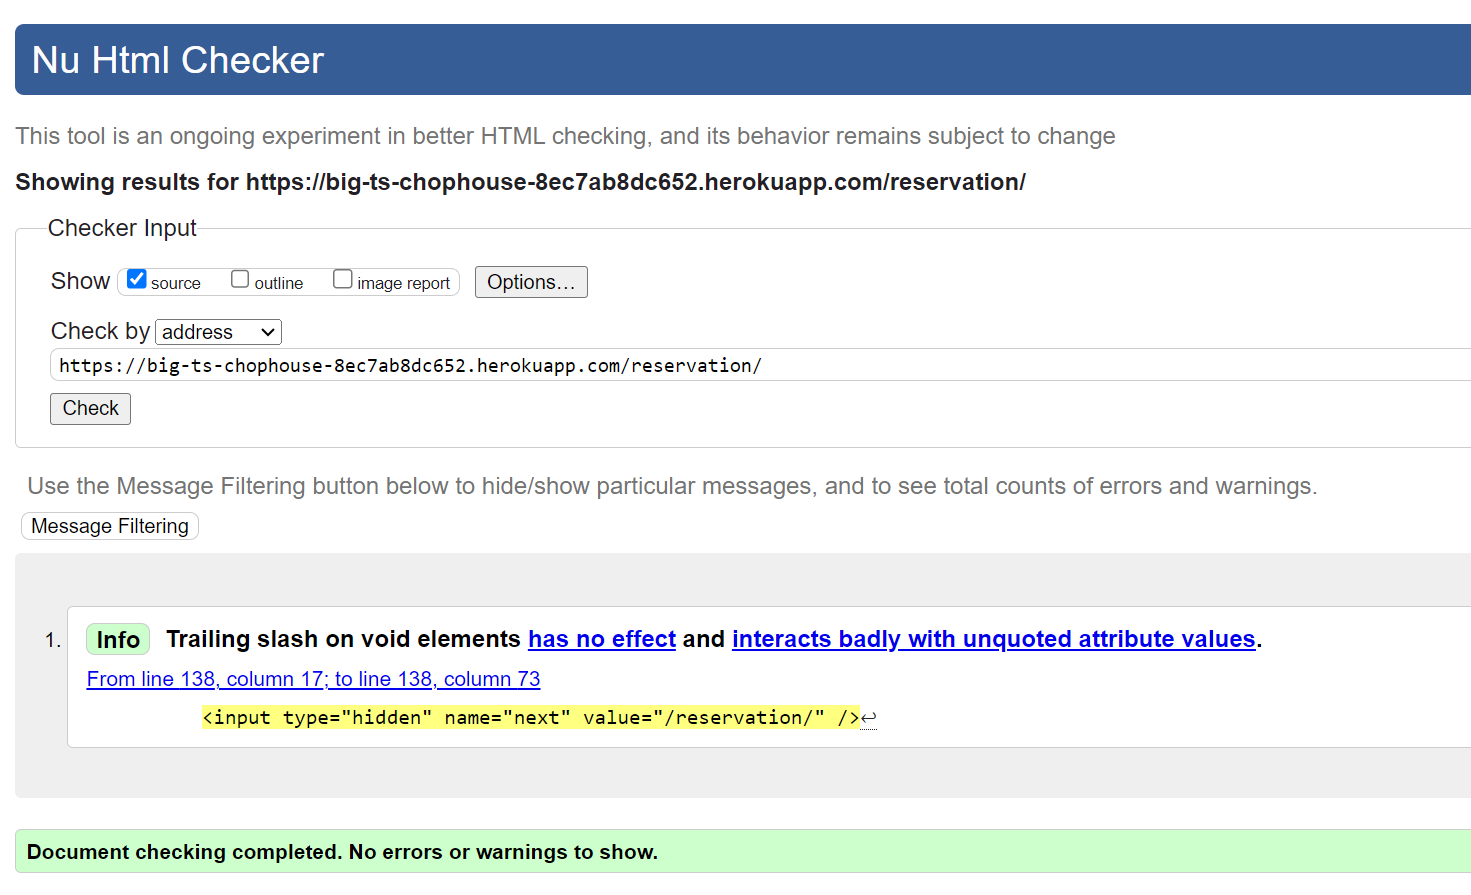 Nu Html Checker
This tool is an ongoing experiment in better HTML checking, and its behavior remains subject to change
Showing results for https://big-ts-chophouse-8ec7ab8dc652.herokuapp.com/reservation/
Checker Input
Show source outline image report Options...
Check by address
https://big-ts-chophouse-8ec7ab8dc652.herokuapp.com/reservation/
Check
Use the Message Filtering button below to hide/show particular messages, and to see total counts of errors and warnings.
Message Filtering
1. Info Trailing slash on void elements has no effect and interacts badly with unquoted attribute values.
From line 138, column 17; to line 138, column 73
<input type="hidden" name="next" value="/reservation/" />↩
Document checking completed. No errors or warnings to show.